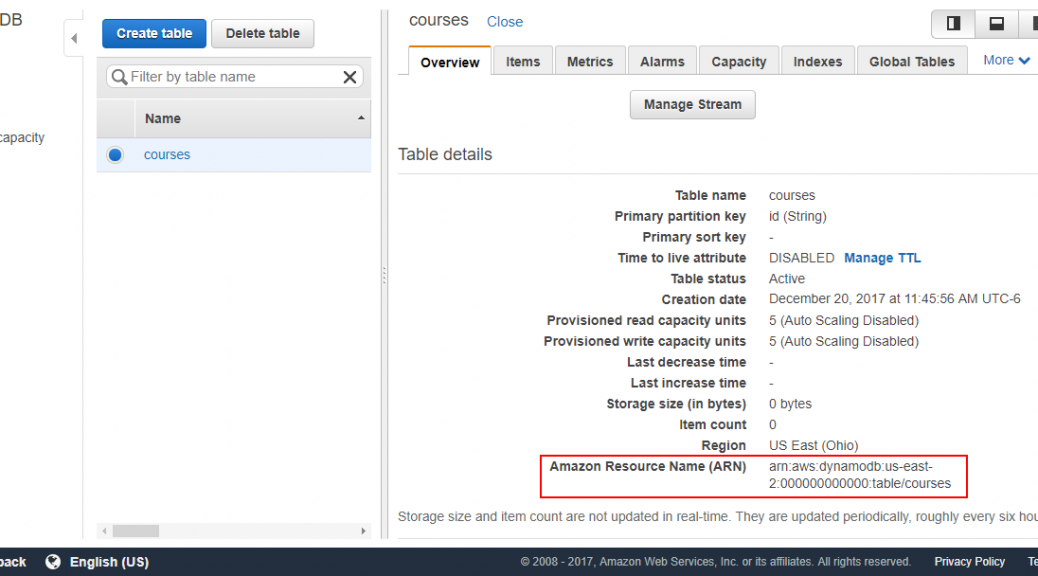 DB
capacity
Create table
Delete table
Filter by table name
Name
courses
courses Close
Overview Items Metrics Alarms Capacity Indexes Global Tables More
Manage Stream
Table details
Table name courses
Primary partition key id (String)
Primary sort key -
Time to live attribute DISABLED Manage TTL
Table status Active
Creation date December 20, 2017 at 11:45:56 AM UTC-6
Provisioned read capacity units 5 (Auto Scaling Disabled)
Provisioned write capacity units 5 (Auto Scaling Disabled)
Last decrease time -
Last increase time -
Storage size (in bytes) 0 bytes
Item count 0
Region US East (Ohio)
Amazon Resource Name (ARN) arn:aws:dynamodb:us-east-
2:000000000000:table/courses
Storage size and item count are not updated in real-time. They are updated periodically, roughly every six hou
back English (US) © 2008 - 2017, Amazon Web Services, Inc. or its affiliates. All rights reserved. Privacy Policy Te